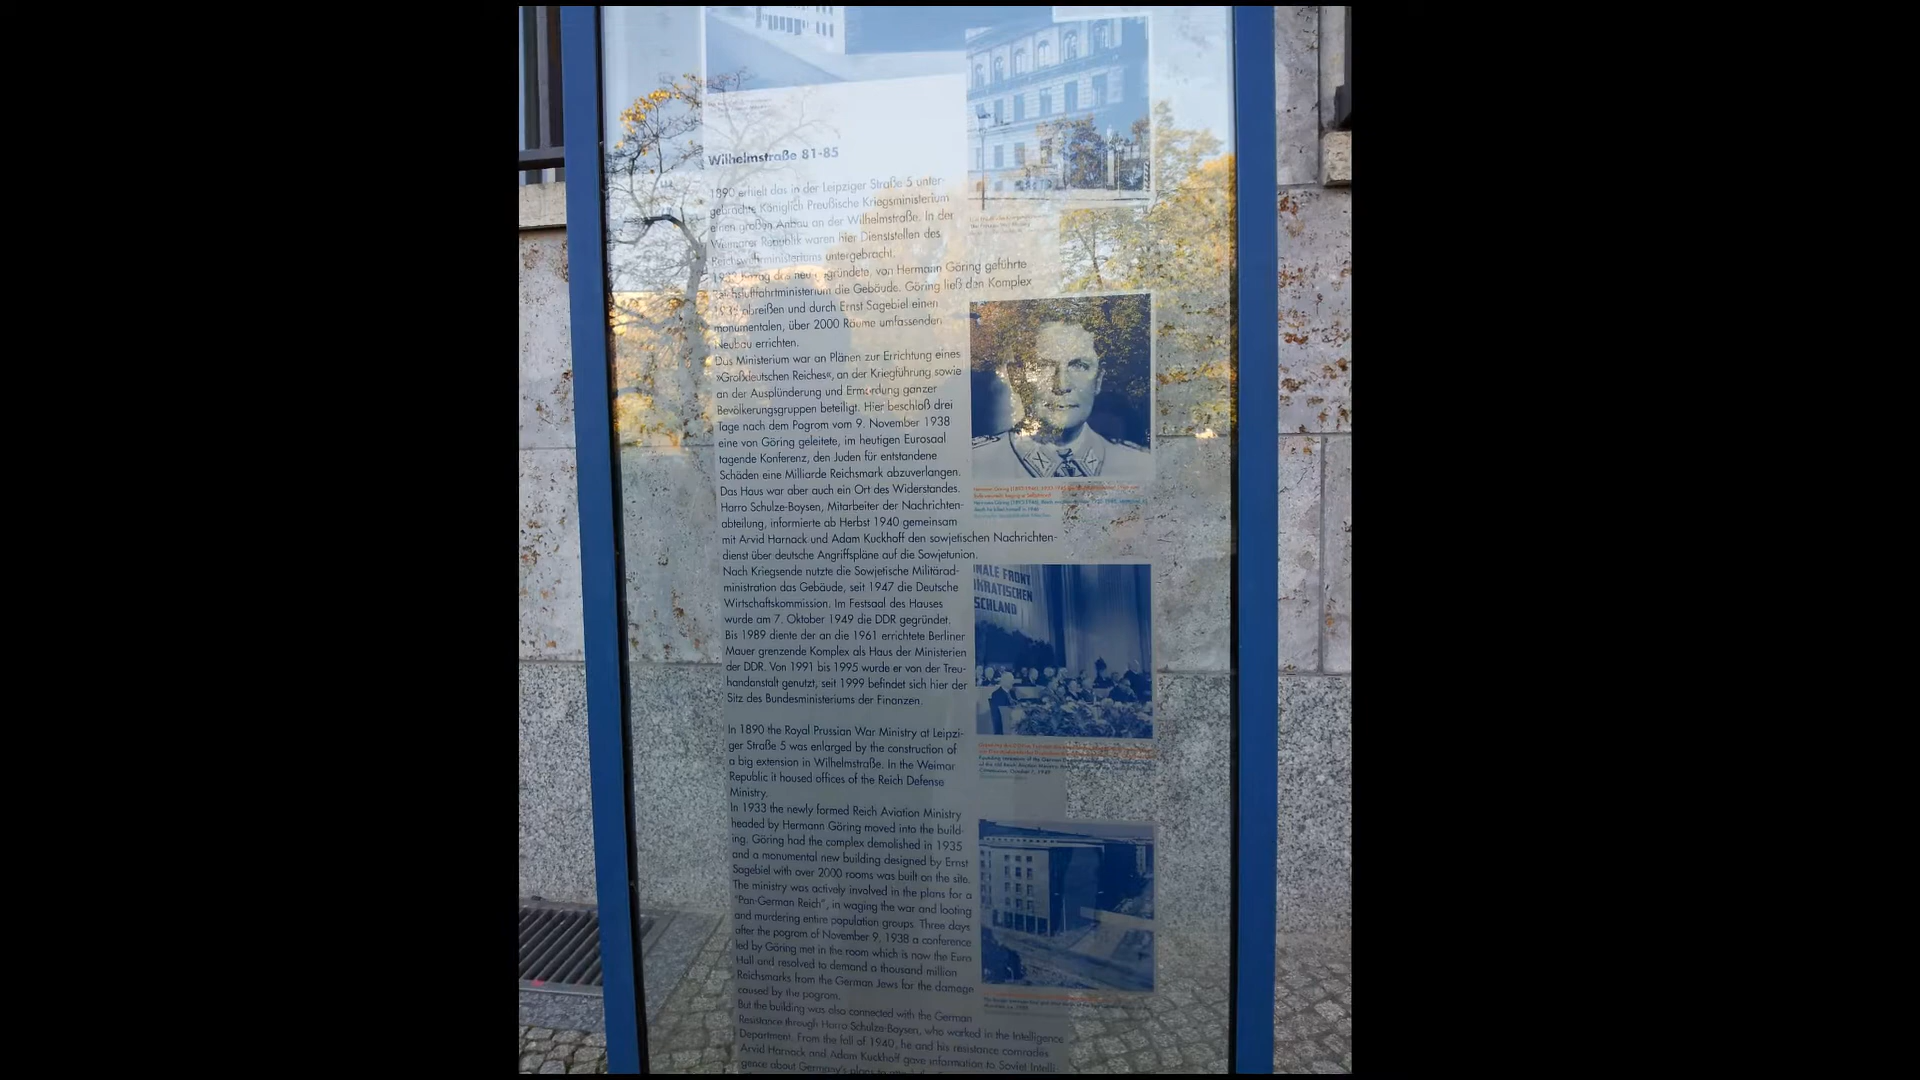 Wilhelmstraße 81-85
1890 erhielt das in der Leipziger Straße 5 unter-
gebrachte Königlich Preußische Kriegsministerium
einen großen Anbau an der Wilhelmstraße. In der
Weimarer Republik waren hier Dienststellen des
Reichswehrministeriums untergebracht.
1933 bezog das neu gegründete, von Hermann Göring geführte
Reichsluftfahrtministerium die Gebäude. Göring ließ den Komplex
1935 abreißen und durch Ernst Sagebiel einen
monumentalen, über 2000 Räume umfassenden
Neubau errichten.
Das Ministerium war an Plänen zur Errichtung eines
»Großdeutschen Reiches«, an der Kriegführung sowie
an der Ausplünderung und Ermordung ganzer
Bevölkerungsgruppen beteiligt. Hier beschloß drei
Tage nach dem Pogrom vom 9. November 1938
eine von Göring geleitete, im heutigen Eurosaal
tagende Konferenz, den Juden für entstandene
Schäden eine Milliarde Reichsmark abzuverlangen.
Das Haus war aber auch ein Ort des Widerstandes.
Harro Schulze-Boysen, Mitarbeiter der Nachrichten-
abteilung, informierte ab Herbst 1940 gemeinsam
mit Arvid Harnack und Adam Kuckhoff den sowjetischen Nachrichten-
dienst über deutsche Angriffspläne auf die Sowjetunion.
Nach Kriegsende nutzte die Sowjetische Militärad-
ministration das Gebäude, seit 1947 die Deutsche
Wirtschaftskommission. Im Festsaal des Hauses
wurde am 7. Oktober 1949 die DDR gegründet.
Bis 1989 diente der an die 1961 errichtete Berliner
Mauer grenzende Komplex als Haus der Ministerien
der DDR. Von 1991 bis 1995 wurde er von der Treu-
handanstalt genutzt, seit 1999 befindet sich hier der
Sitz des Bundesministeriums der Finanzen.
In 1890 the Royal Prussian War Ministry at Leipzi-
ger Straße 5 was enlarged by the construction of
a big extension in Wilhelmstraße. In the Weimar
Republic it housed offices of the Reich Defense
Ministry.
In 1933 the newly formed Reich Aviation Ministry
headed by Hermann Göring moved into the build-
ing. Göring had the complex demolished in 1935
and a monumental new building designed by Ernst
Sagebiel with over 2000 rooms was built on the site.
The ministry was actively involved in the plans for a
"Pan-German Reich", in waging the war and looting
and murdering entire population groups. Three days
after the pogrom of November 9, 1938 a conference
led by Göring met in the room which is now the Euro
Hall and resolved to demand a thousand million
Reichsmarks from the German Jews for the damage
caused by the pogrom.
But the building was also connected with the German
Resistance through Harro Schulze-Boysen, who worked in the Intelligence
Department. From the fall of 1940, he and his resistance comrades
Arvid Harnack and Adam Kuckhoff gave information to Soviet Intelli-
gence about Germany's plans to
NALE FRONT
KRATISCHEN
SCHLAND